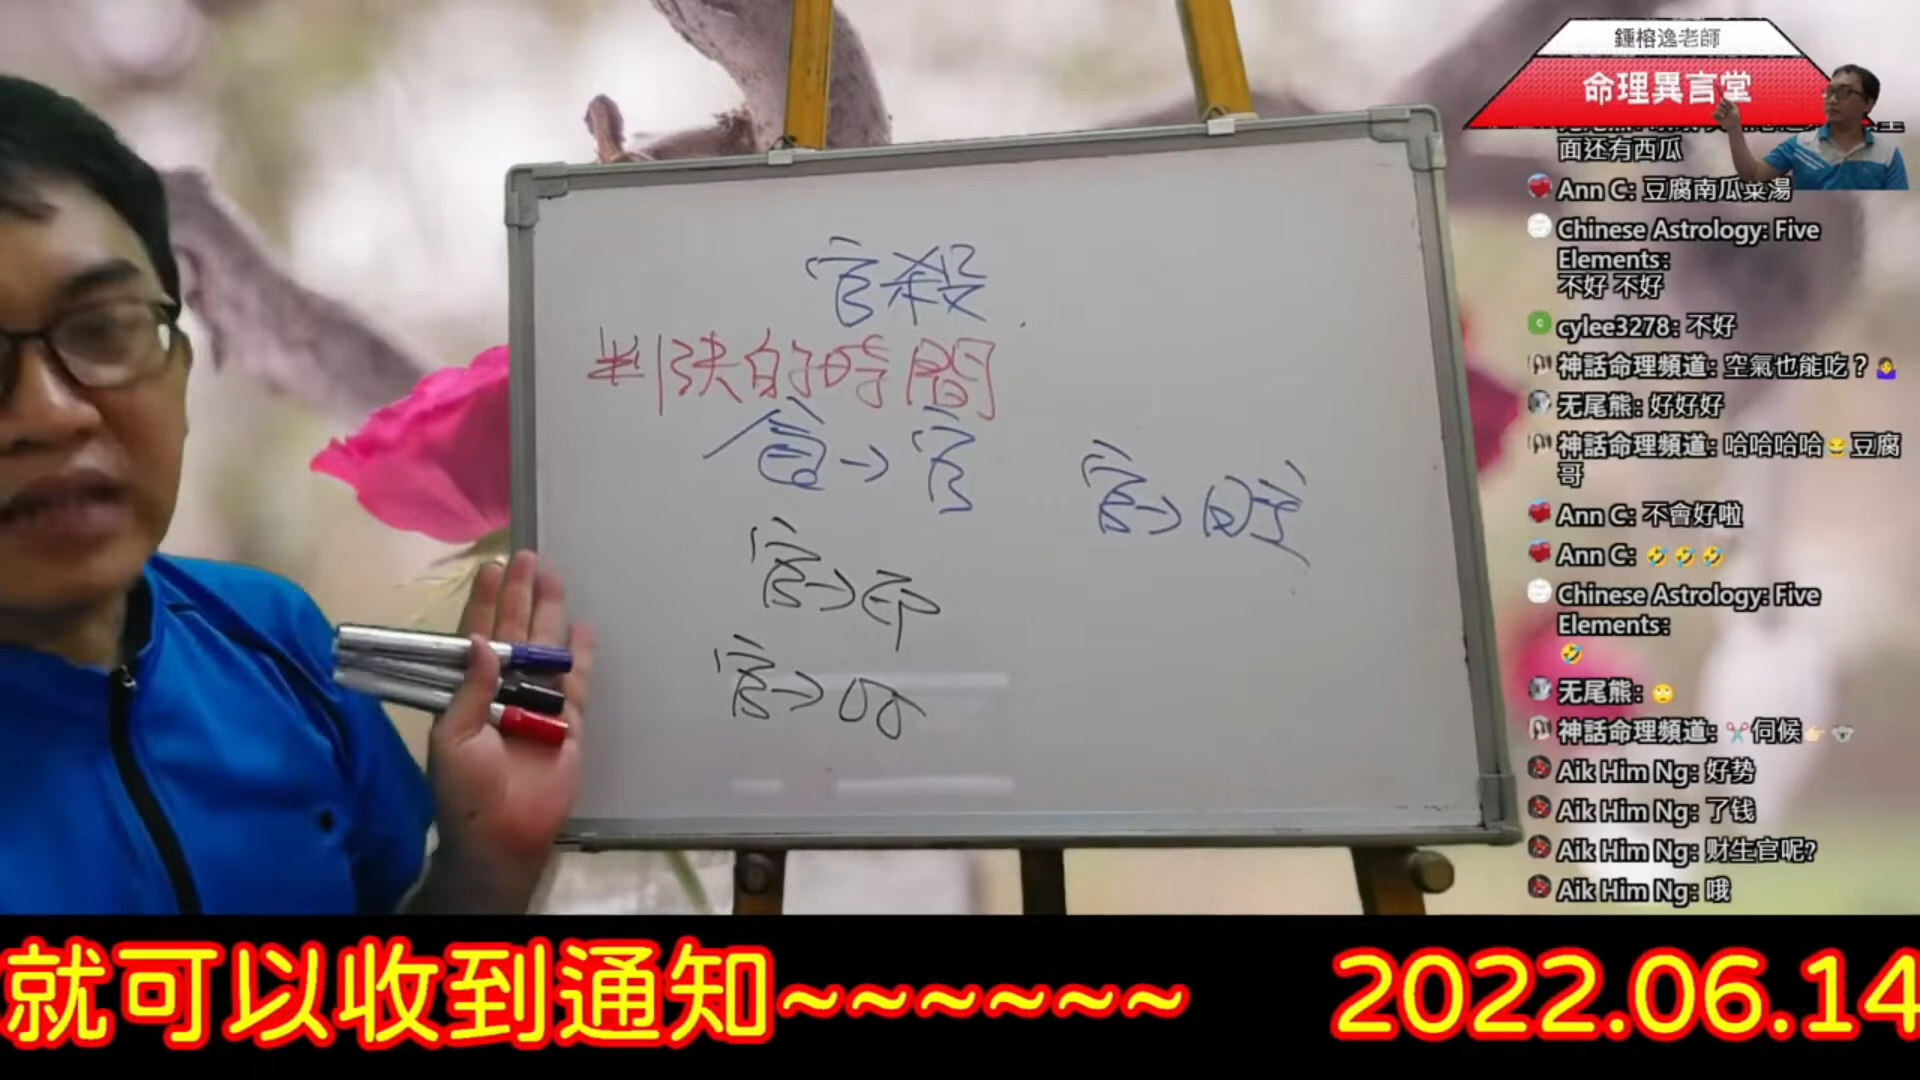 官殺
判決的時間
食→官
官→財
官→印
官→
鍾榕逸老師
命理異言堂
面还有西瓜
Ann C: 豆腐南瓜菜湯
Chinese Astrology: Five
Elements:
不好 不好
cylee3278: 不好
神話命理頻道: 空氣也能吃？🤷‍♀️
无尾熊: 好好好
神話命理頻道: 哈哈哈哈😂豆腐
哥
Ann C: 不會好啦
Ann C: 🤣🤣🤣
Chinese Astrology: Five
Elements:
🤣
无尾熊: 🙄
神話命理頻道: ✂️伺候👉🏻🐨
Aik Him Ng: 好势
Aik Him Ng: 了钱
Aik Him Ng: 财生官呢?
Aik Him Ng: 哦
就可以收到通知~~~~~~ 2022.06.14